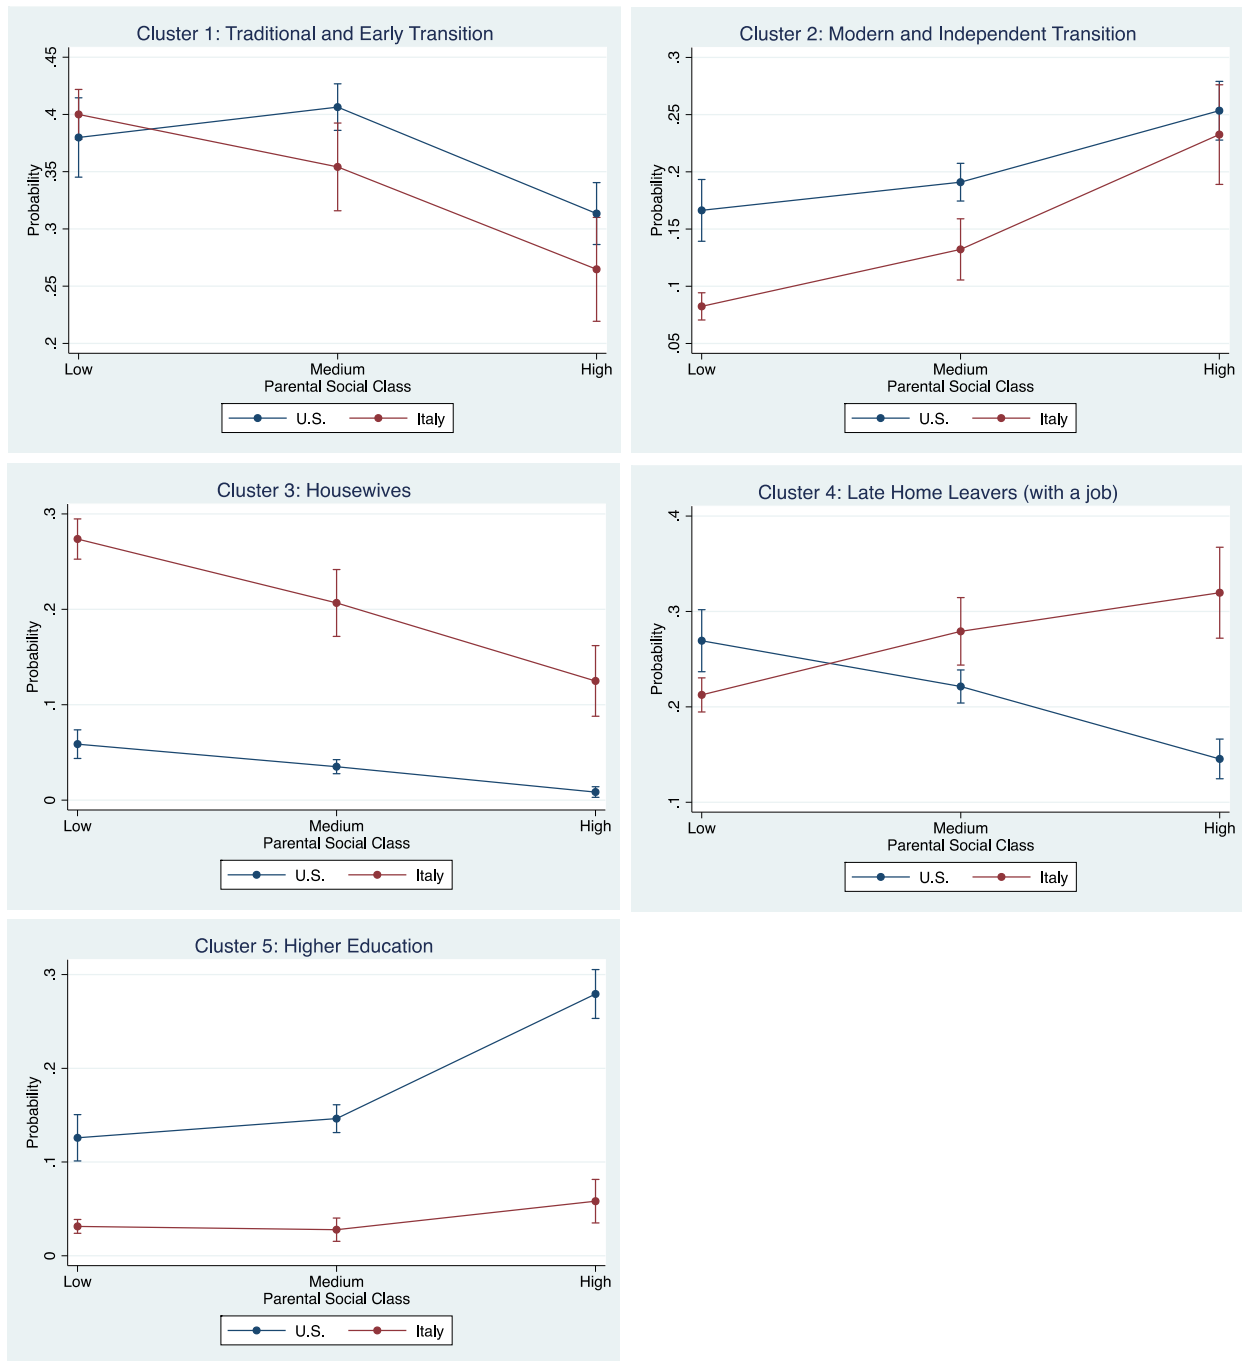 Cluster 1: Traditional and Early Transition
.45
.4
.35
.3
.25
.2
Probability
Low Medium High
Parental Social Class
U.S. Italy
Cluster 2: Modern and Independent Transition
.3
.25
.2
.15
.1
.05
Probability
Low Medium High
Parental Social Class
U.S. Italy
Cluster 3: Housewives
.3
.2
.1
0
Probability
Low Medium High
Parental Social Class
U.S. Italy
Cluster 4: Late Home Leavers (with a job)
.4
.3
.2
.1
Probability
Low Medium High
Parental Social Class
U.S. Italy
Cluster 5: Higher Education
.3
.2
.1
0
Probability
Low Medium High
Parental Social Class
U.S. Italy